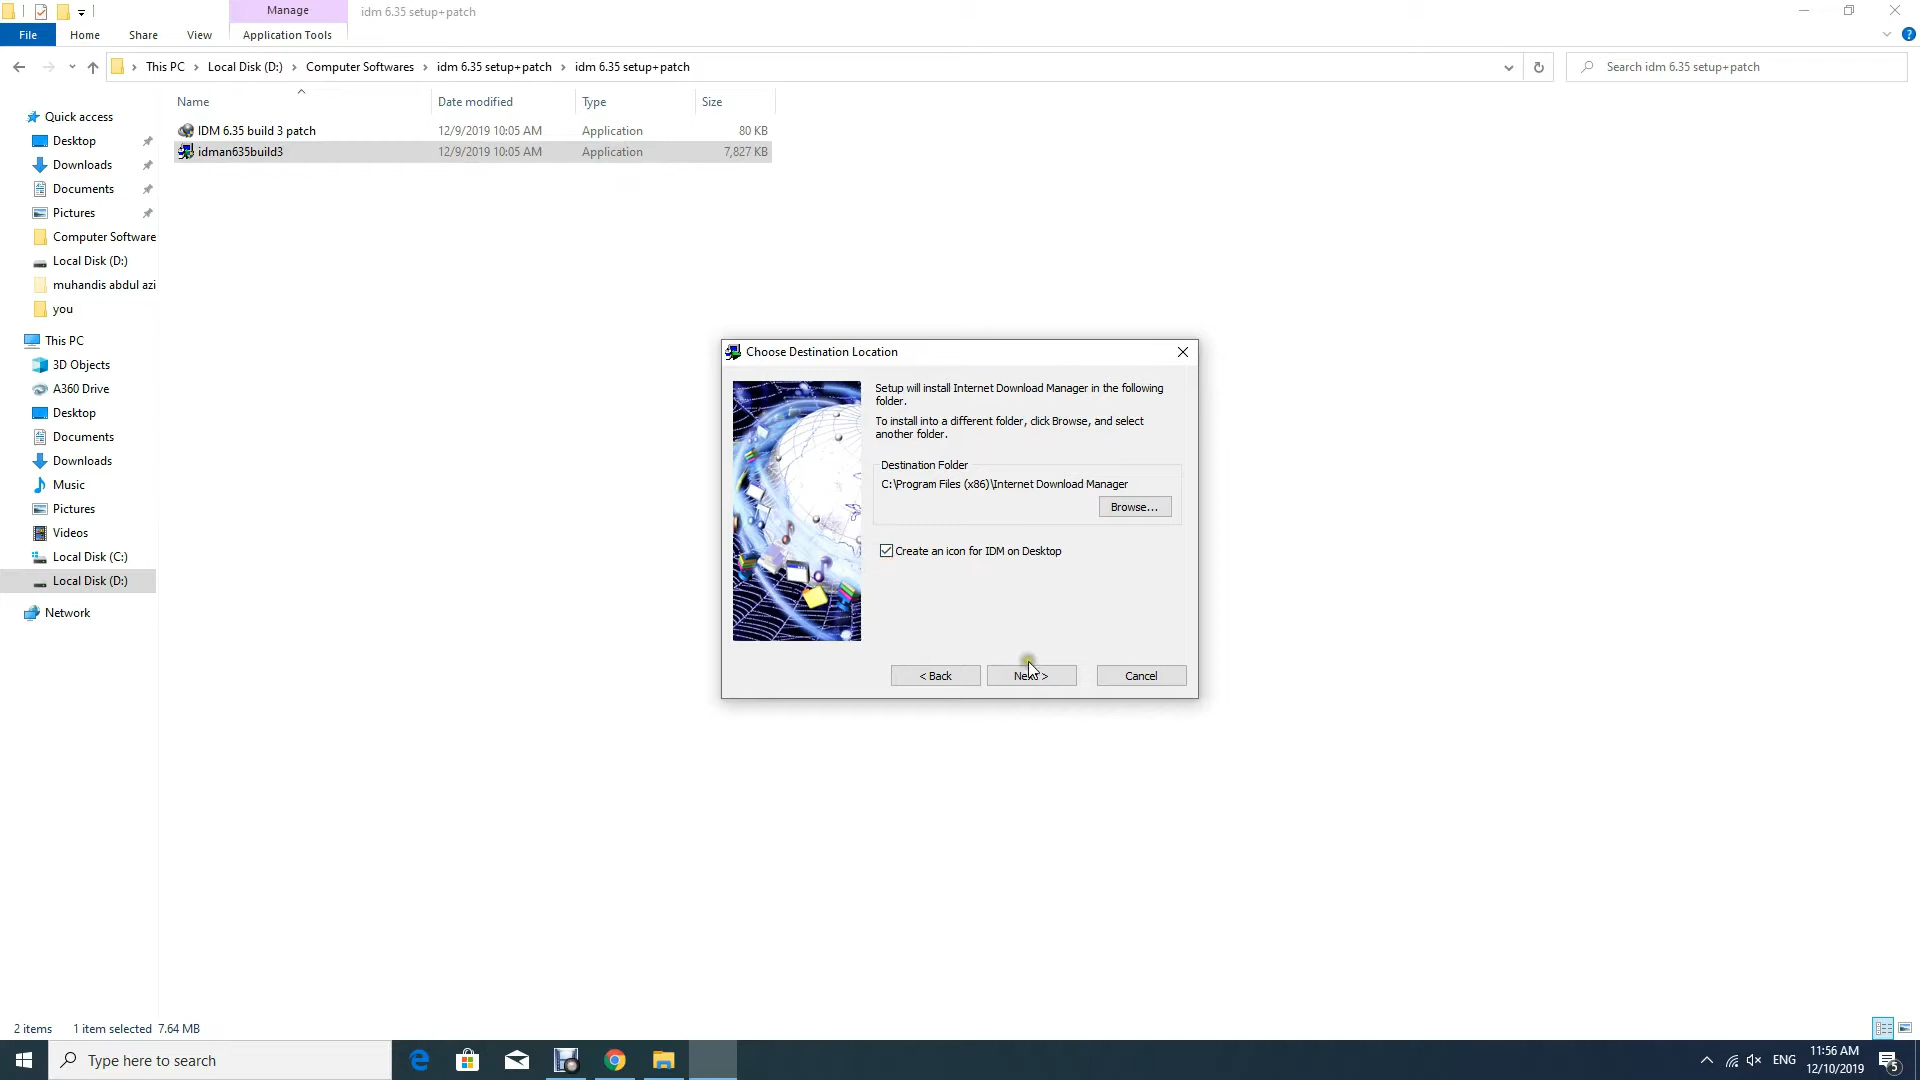 Manage
idm 6.35 setup+patch
File
Home
Share
View
Application Tools
This PC
Local Disk (D:)
Computer Softwares
idm 6.35 setup+patch
idm 6.35 setup+patch
Search idm 6.35 setup+patch
Name
Date modified
Type
Size
IDM 6.35 build 3 patch
12/9/2019 10:05 AM
Application
80 KB
idman635build3
12/9/2019 10:05 AM
Application
7,827 KB
Quick access
Desktop
Downloads
Documents
Pictures
Computer Software
Local Disk (D:)
muhandis abdul azi
you
This PC
3D Objects
A360 Drive
Desktop
Documents
Downloads
Music
Pictures
Videos
Local Disk (C:)
Local Disk (D:)
Network
Choose Destination Location
Setup will install Internet Download Manager in the following
folder.
To install into a different folder, click Browse, and select
another folder.
Destination Folder
C:\Program Files (x86)\Internet Download Manager
Browse...
Create an icon for IDM on Desktop
< Back
Next >
Cancel
2 items
1 item selected 7.64 MB
Type here to search
ENG
11:56 AM
12/10/2019
5